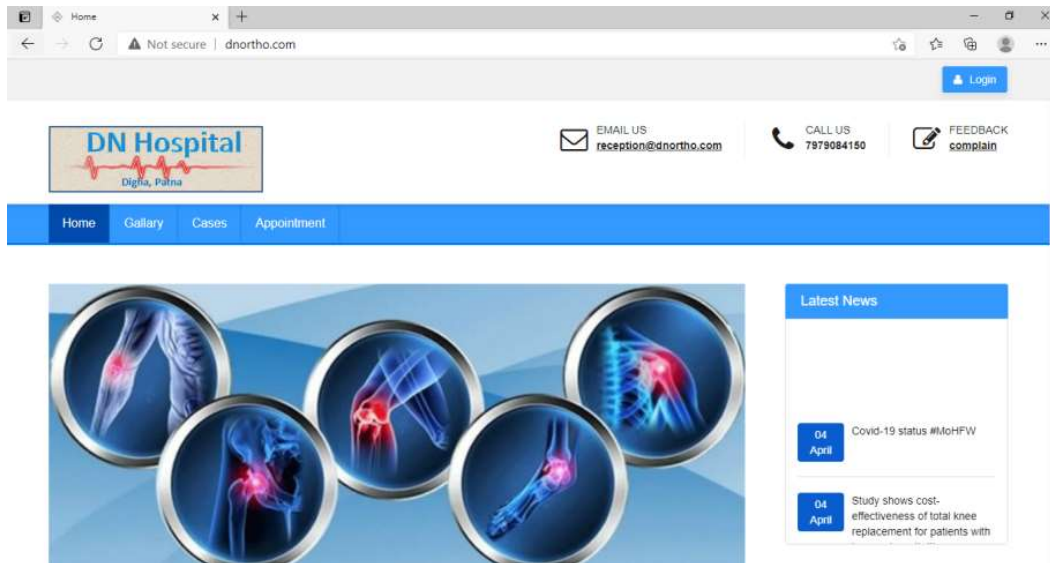 Home
Not secure | dnortho.com
Login
DN Hospital
Digha, Patna
EMAIL US
reception@dnortho.com
CALL US
7979084150
FEEDBACK
complain
Home Gallary Cases Appointment
Latest News
04
April
Covid-19 status #MoHFW
04
April
Study shows cost-
effectiveness of total knee
replacement for patients with